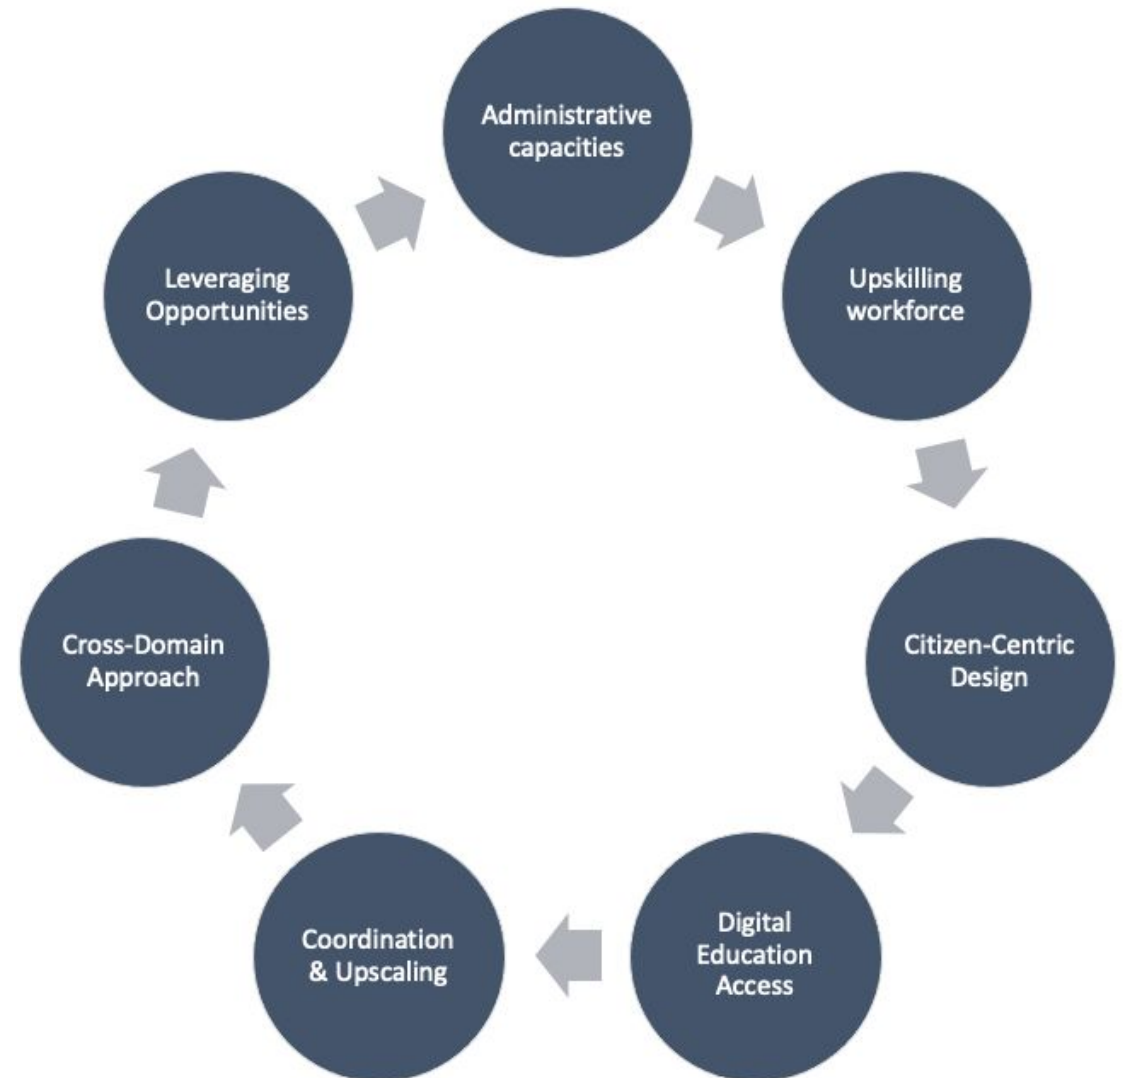 Administrative
capacities
Upskilling
workforce
Citizen-Centric
Design
Digital
Education
Access
Coordination
& Upscaling
Cross-Domain
Approach
Leveraging
Opportunities